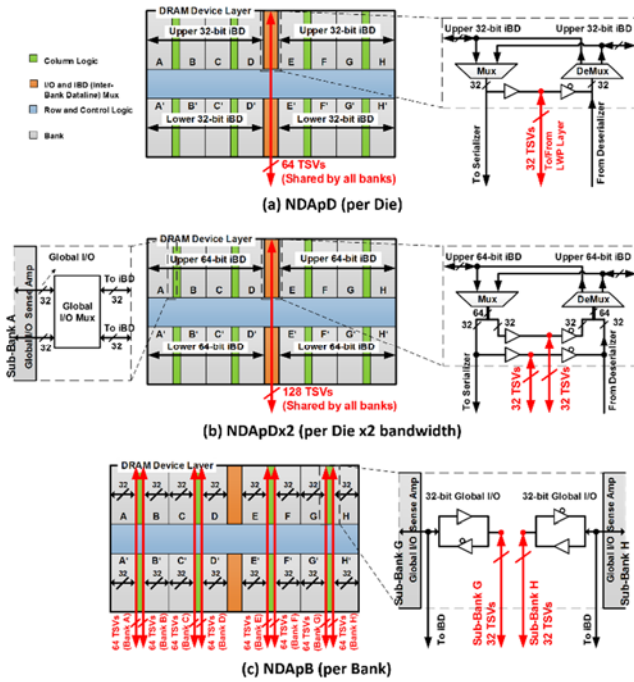 DRAM Device Layer
Upper 32-bit iBD Upper 32-bit iBD
A B C D E F G H
A' B' C' D' E' F' G' H'
Lower 32-bit iBD Lower 32-bit iBD
64 TSVs
(Shared by all banks)
Column Logic
I/O and IBD (Inter-
Bank Dataline) Mux
Row and Control Logic
Bank
Upper 32-bit iBD Upper 32-bit iBD
Mux DeMux
32 32
To Serializer
32 TSVs
To/From
LWP Layer
From Deserializer
(a) NDApD (per Die)
Sub-Bank A
Global I/O Sense Amp
Global I/O
32
32
Global
I/O Mux
To iBD
32
To iBD
32
DRAM Device Layer
Upper 64-bit iBD Upper 64-bit iBD
A B C D E F G H
A' B' C' D' E' F' G' H'
Lower 64-bit iBD Lower 64-bit iBD
128 TSVs
(Shared by all banks)
Upper 64-bit iBD Upper 64-bit iBD
Mux DeMux
64 64
32 32 32 32
To Serializer
32 TSVs
32 TSVs
From Deserializer
(b) NDApDx2 (per Die x2 bandwidth)
DRAM Device Layer
32 32 32 32 32 32 32 32
A B C D E F G H
A' B' C' D' E' F' G' H'
32 32 32 32 32 32 32 32
64 TSVs
(Bank A)
64 TSVs
(Bank B)
64 TSVs
(Bank C)
64 TSVs
(Bank D)
64 TSVs
(Bank E)
64 TSVs
(Bank F)
64 TSVs
(Bank G)
64 TSVs
(Bank H)
Sub-Bank G
Global I/O Sense Amp
32-bit Global I/O 32-bit Global I/O
To iBD
Sub-Bank G
32 TSVs
Sub-Bank H
32 TSVs
To iBD
Global I/O Sense Amp
Sub-Bank H
(c) NDApB (per Bank)